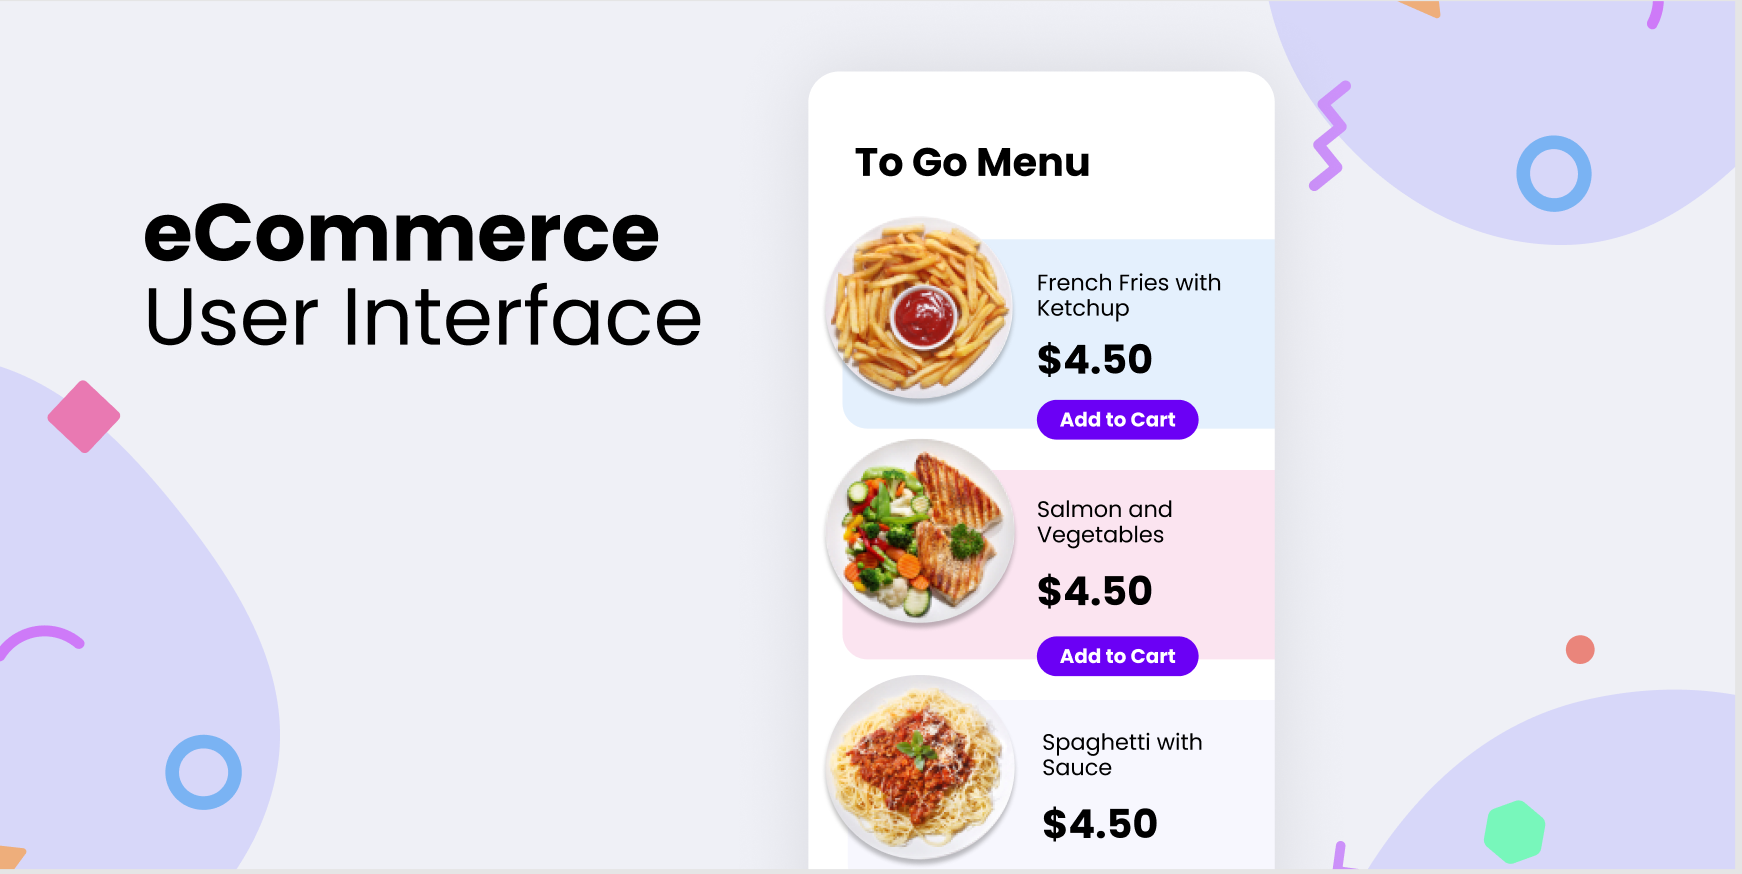 eCommerce
User Interface
To Go Menu
French Fries with
Ketchup
$4.50
Add to Cart
Salmon and
Vegetables
$4.50
Add to Cart
Spaghetti with
Sauce
$4.50